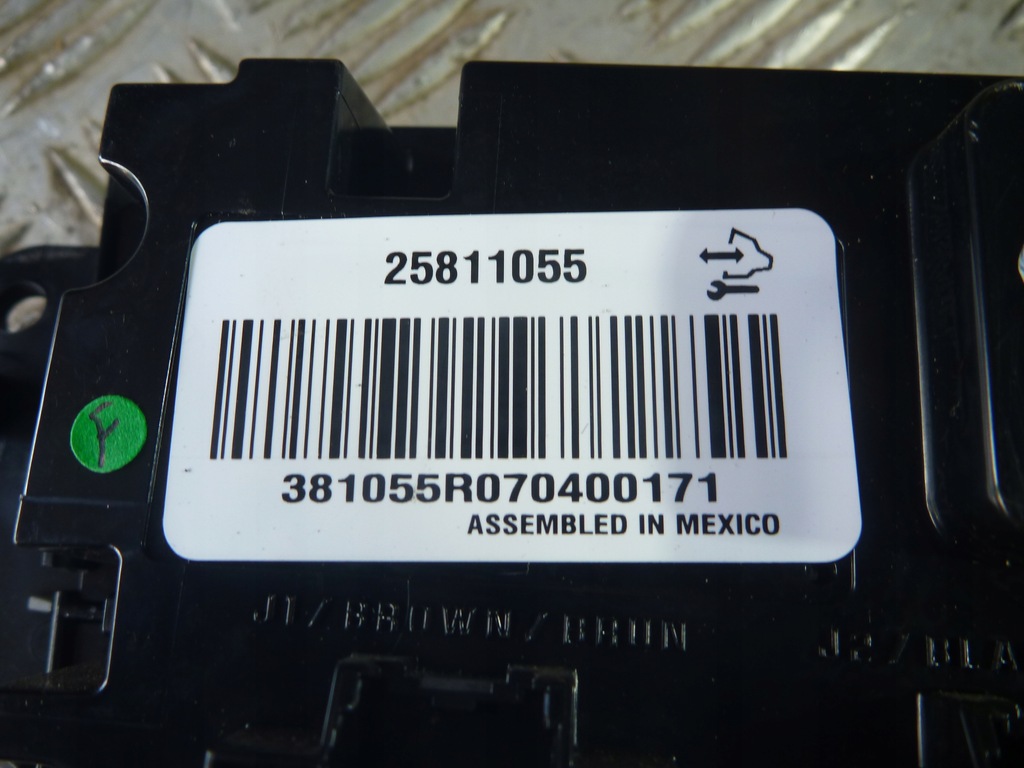 25811055
381055R070400171
ASSEMBLED IN MEXICO
J1/BROWN/BRUN
J2/BLA